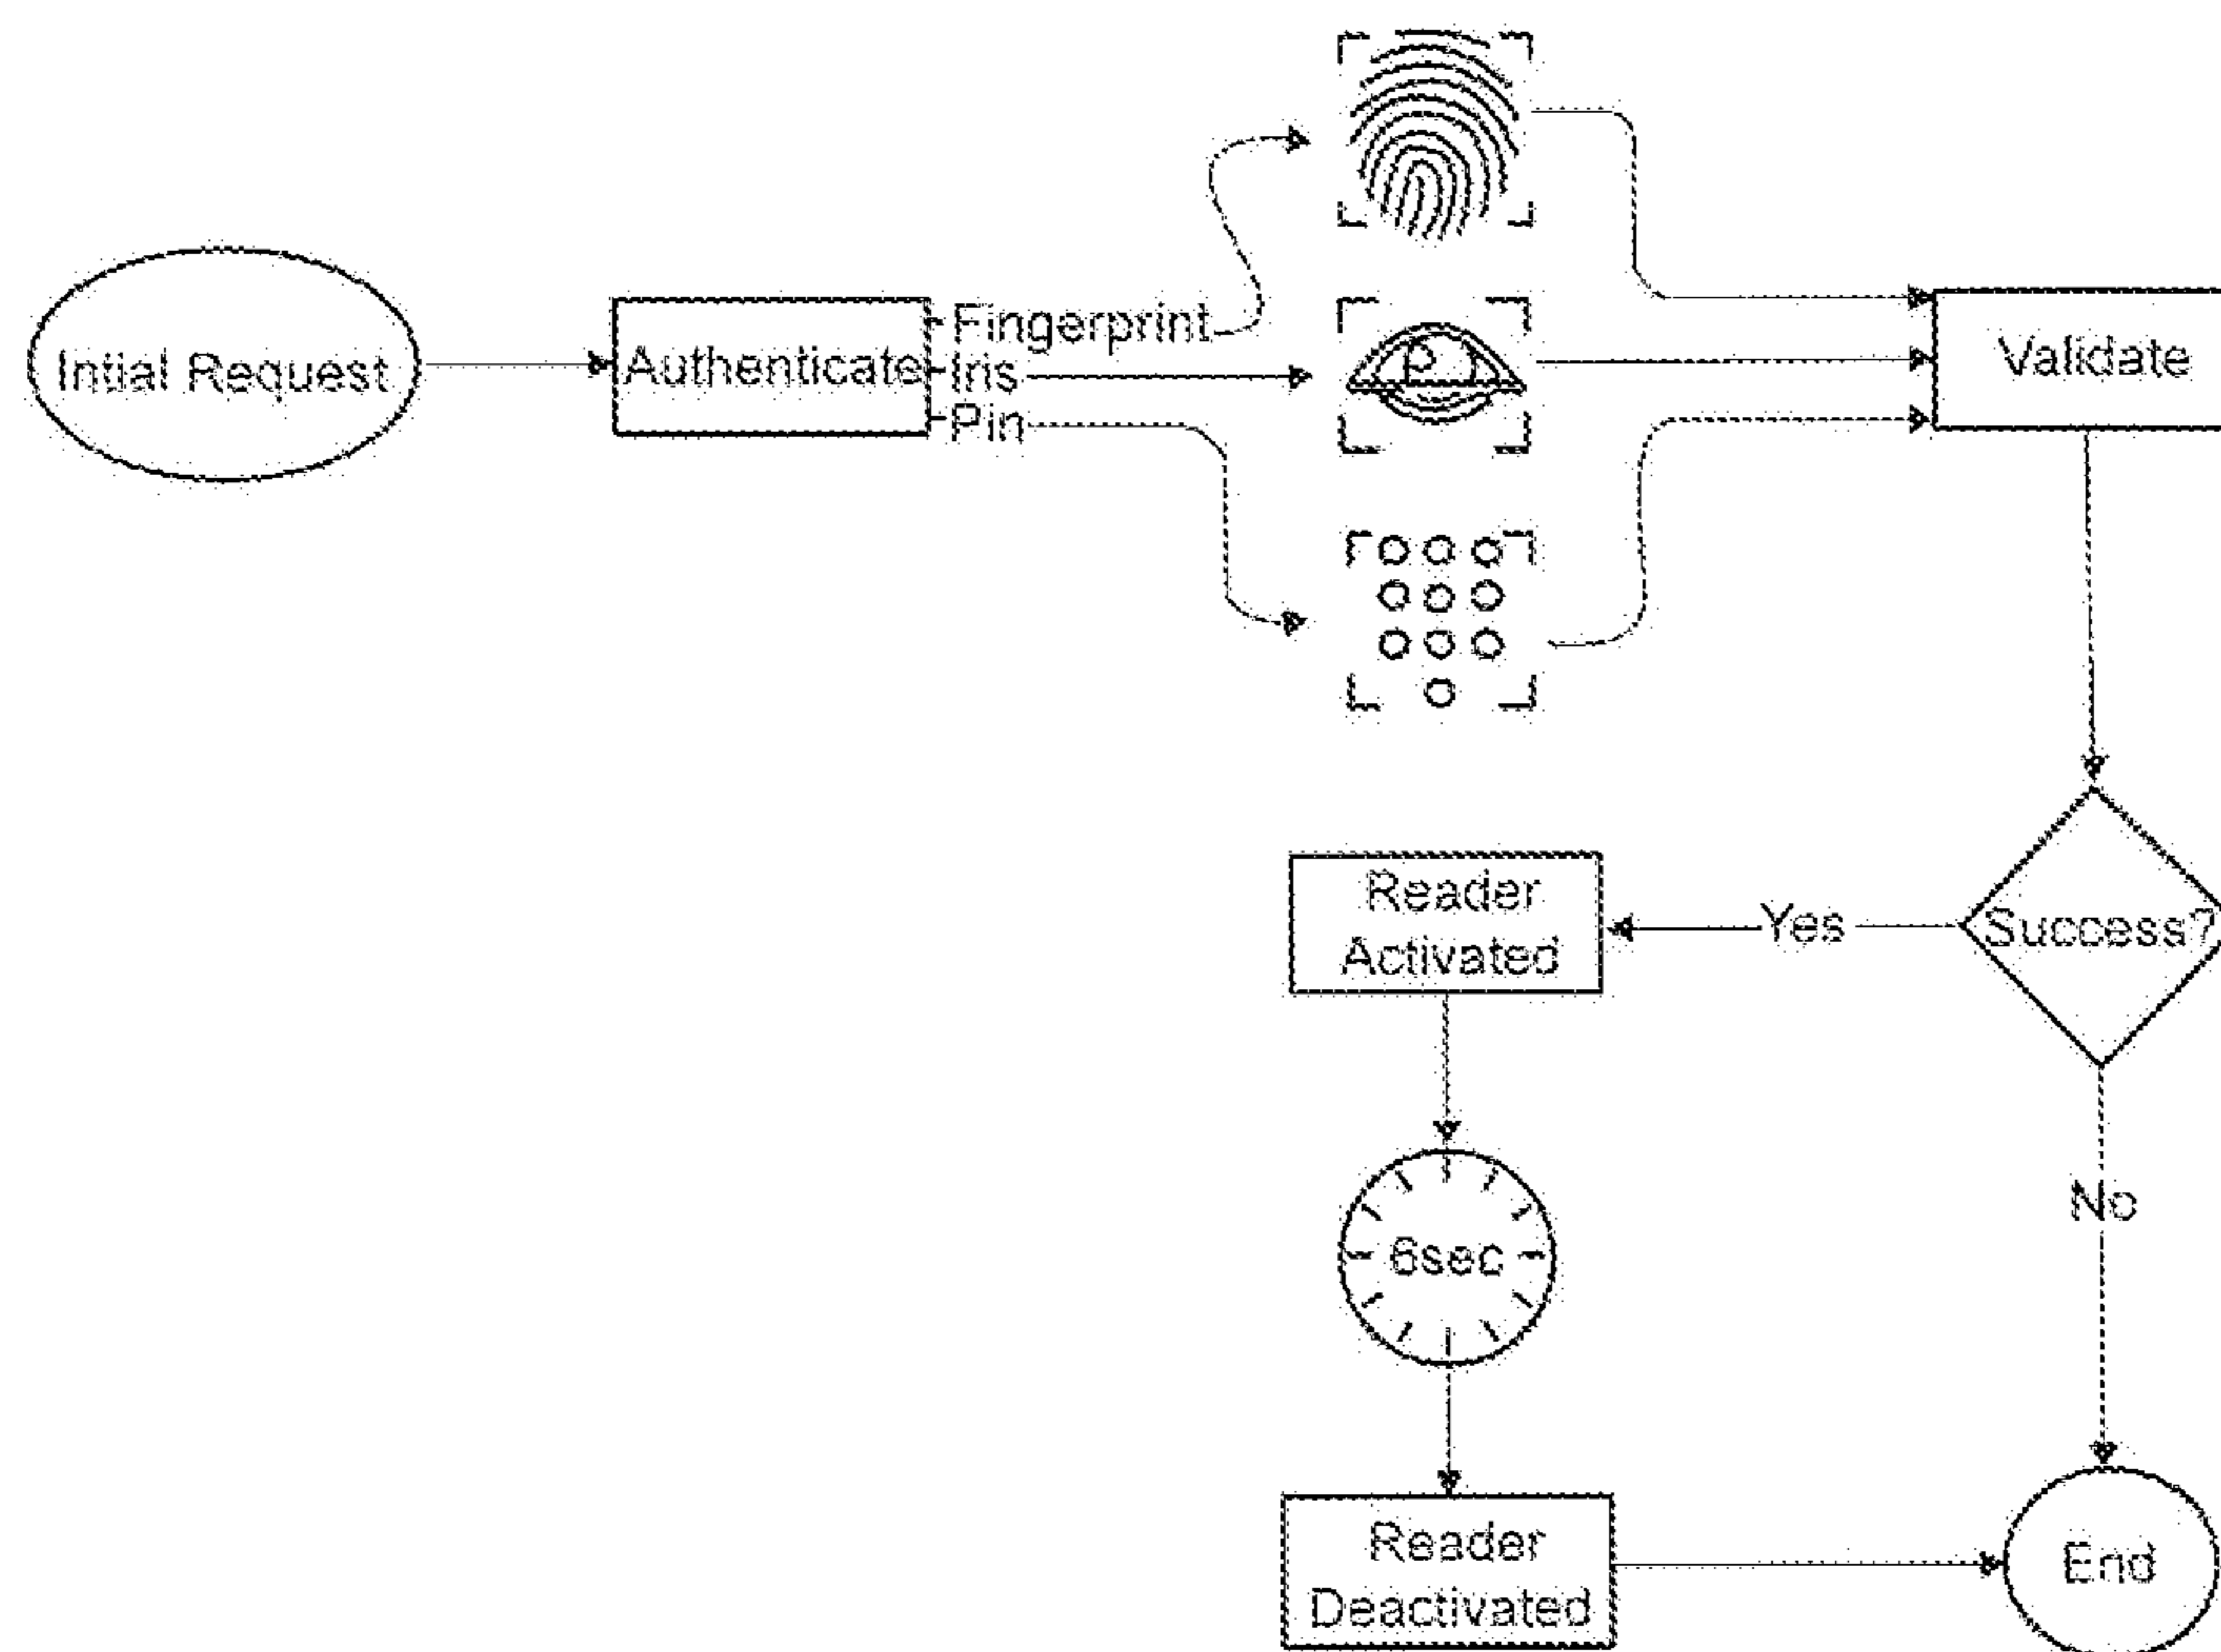 Intial Request
Authenticate
Fingerprint
Iris
Pin
Validate
Success?
Yes
Reader
Activated
No
6sec
Reader
Deactivated
End